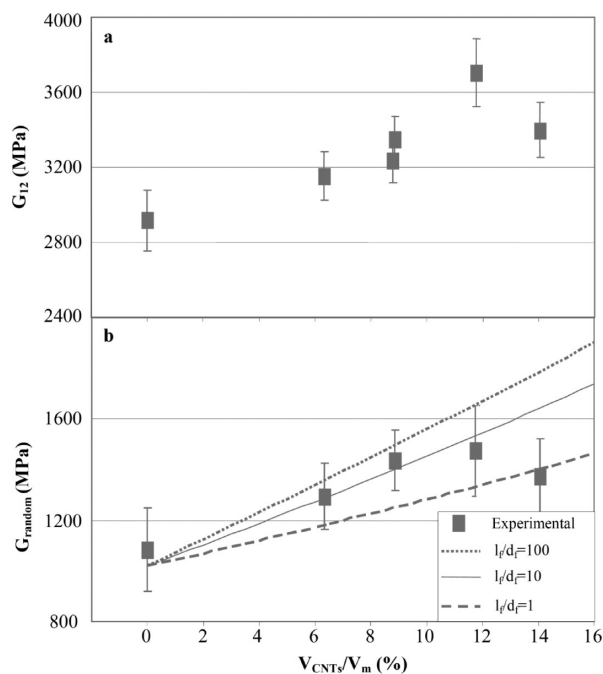 4000
a
3600
3200
2800
2400
G12 (MPa)
b
1600
1200
800
Grandom (MPa)
Experimental
lf/df=100
lf/df=10
lf/df=1
0 2 4 6 8 10 12 14 16
VCNTs/Vm (%)